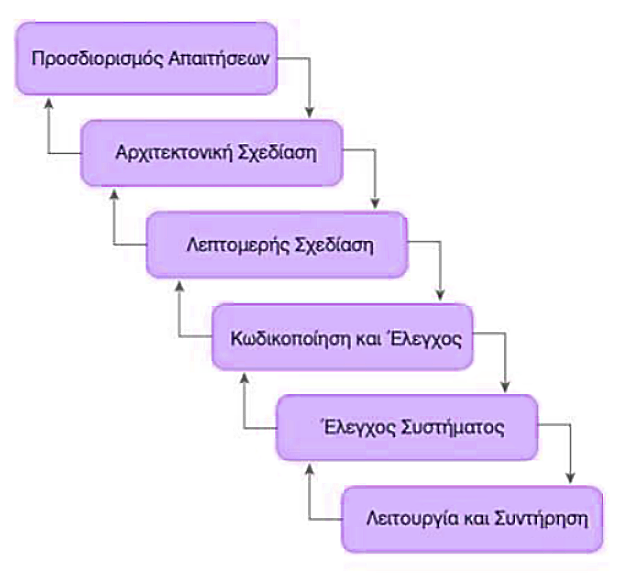 Προσδιορισμός Απαιτήσεων
Αρχιτεκτονική Σχεδίαση
Λεπτομερής Σχεδίαση
Κωδικοποίηση και Έλεγχος
Έλεγχος Συστήματος
Λειτουργία και Συντήρηση